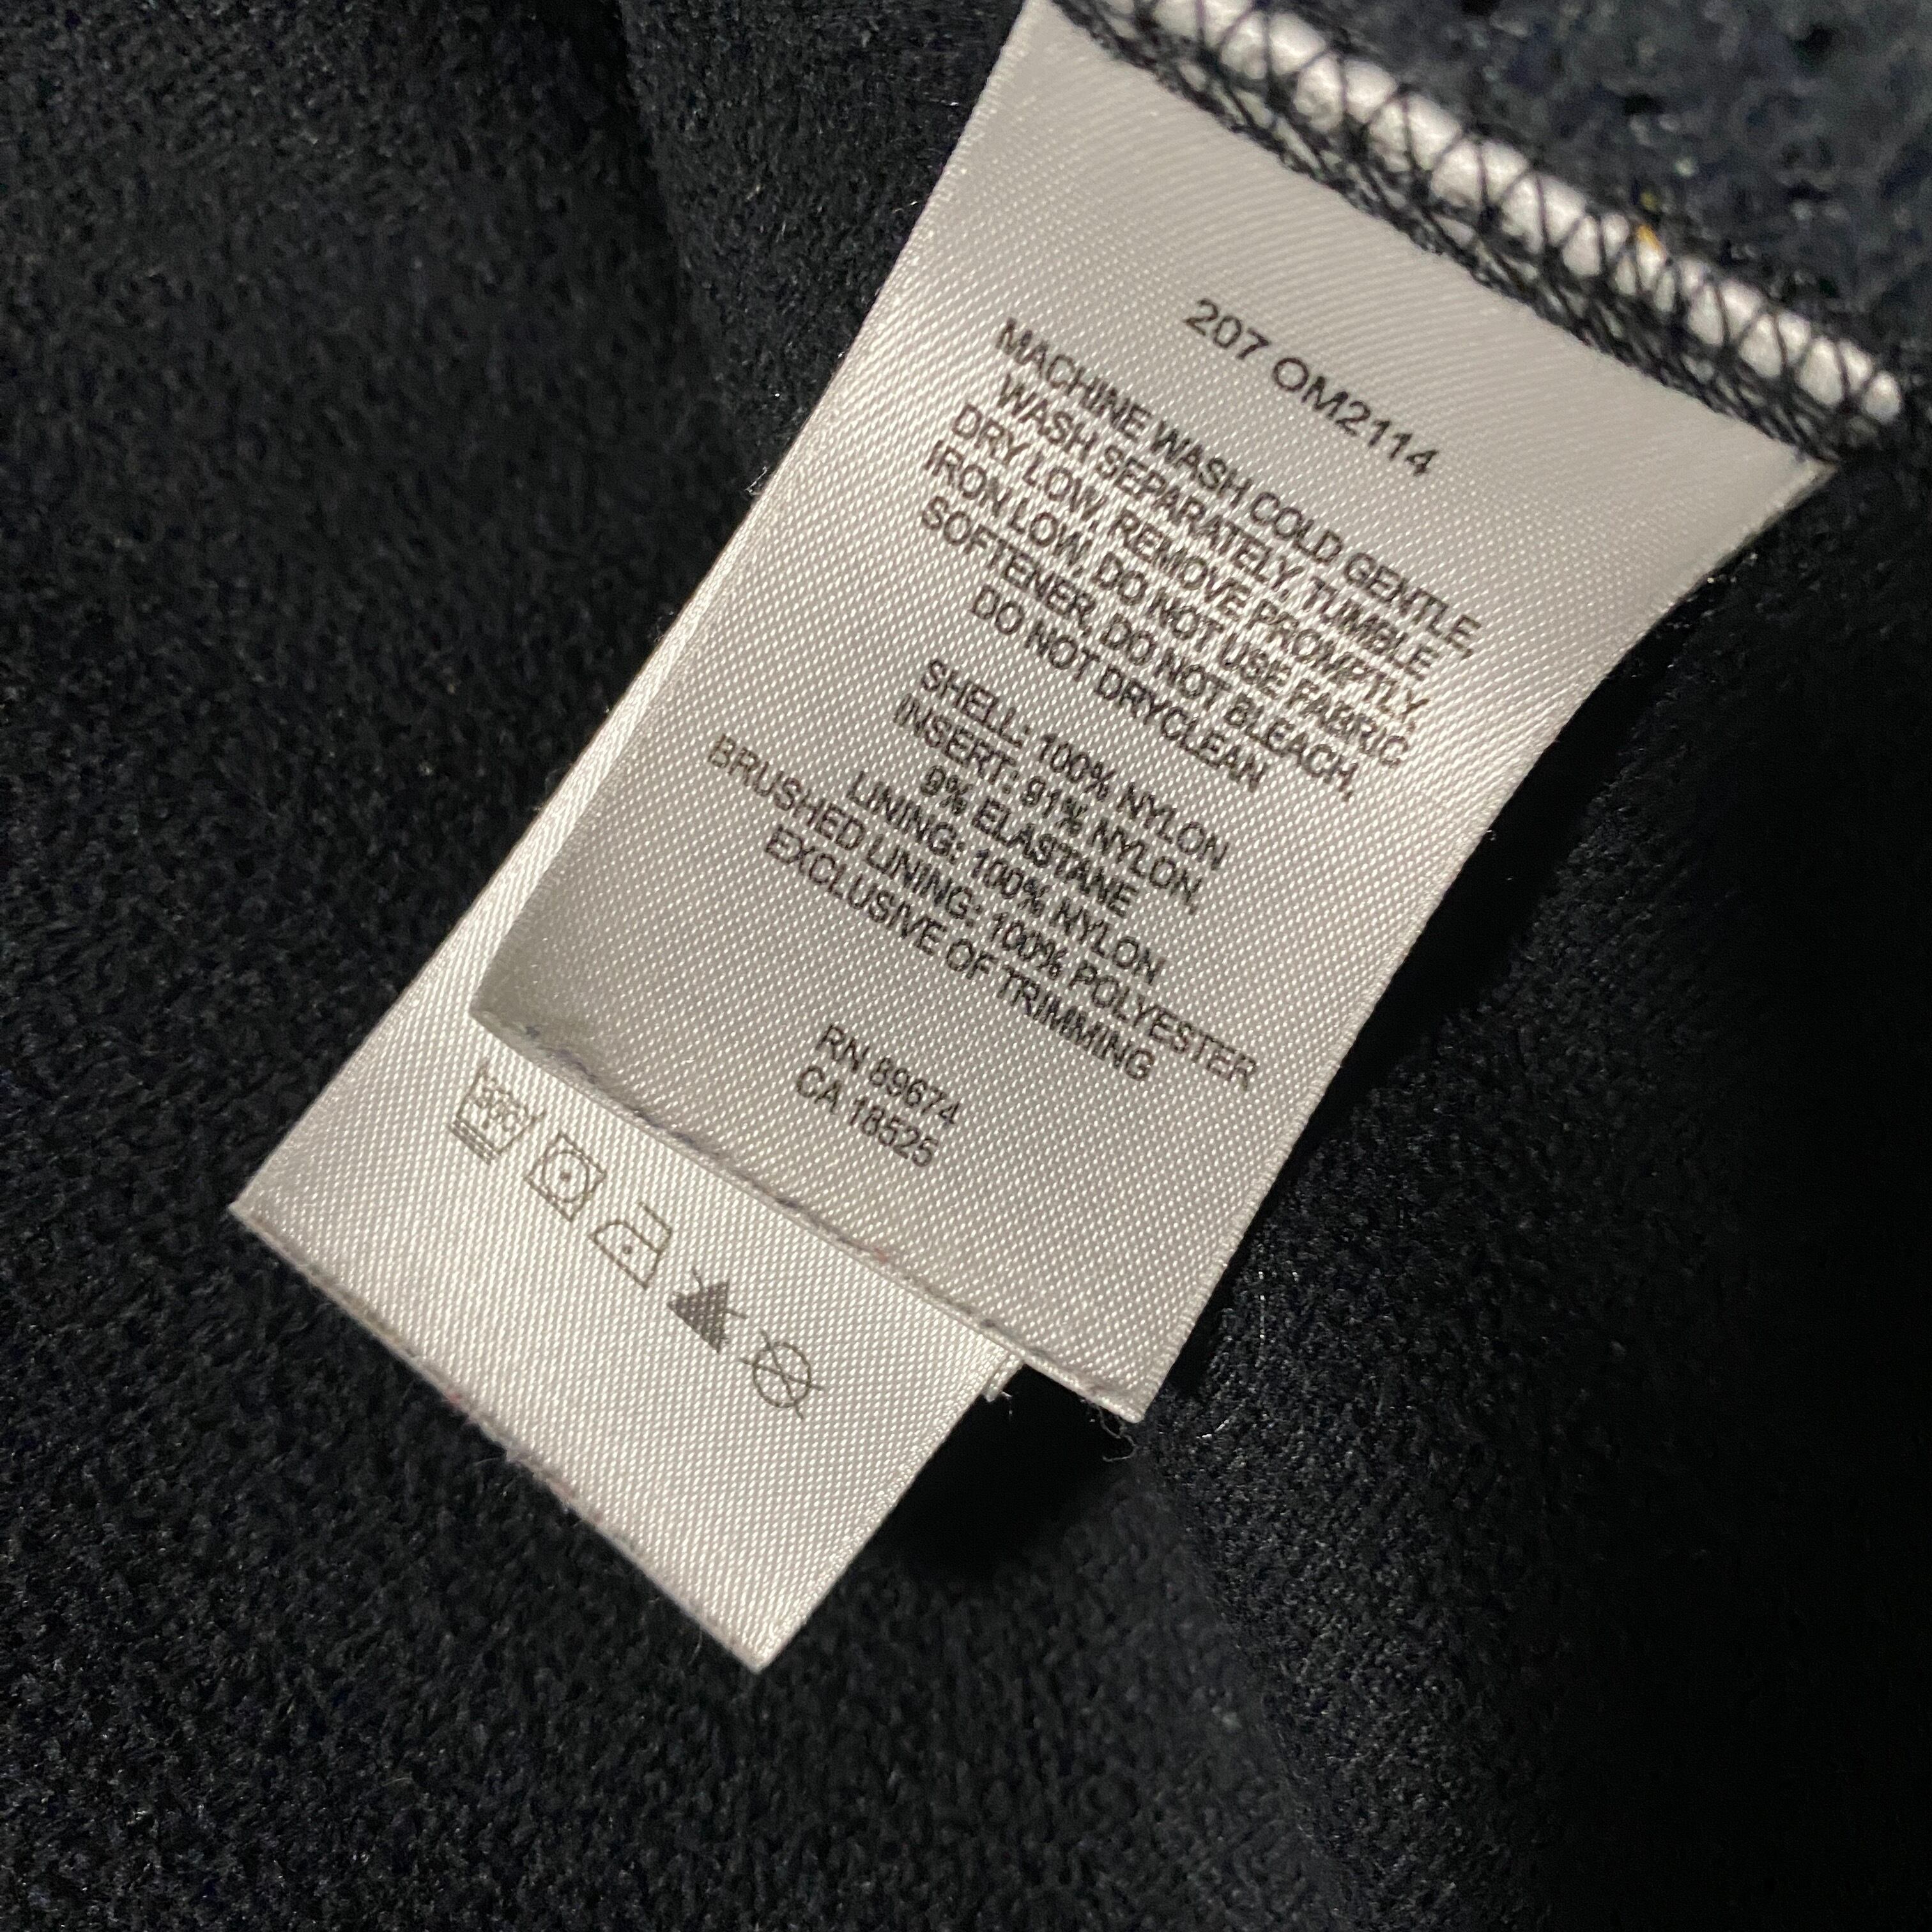 207 OM2114
MACHINE WASH COLD GENTLE,
WASH SEPARATELY, TUMBLE
DRY LOW, REMOVE PROMPTLY,
IRON LOW, DO NOT USE FABRIC
SOFTENER, DO NOT BLEACH,
DO NOT DRYCLEAN
SHELL: 100% NYLON
INSERT: 91% NYLON,
9% ELASTANE
LINING: 100% NYLON
BRUSHED LINING: 100% POLYESTER
EXCLUSIVE OF TRIMMING
RN 89674
CA 18525